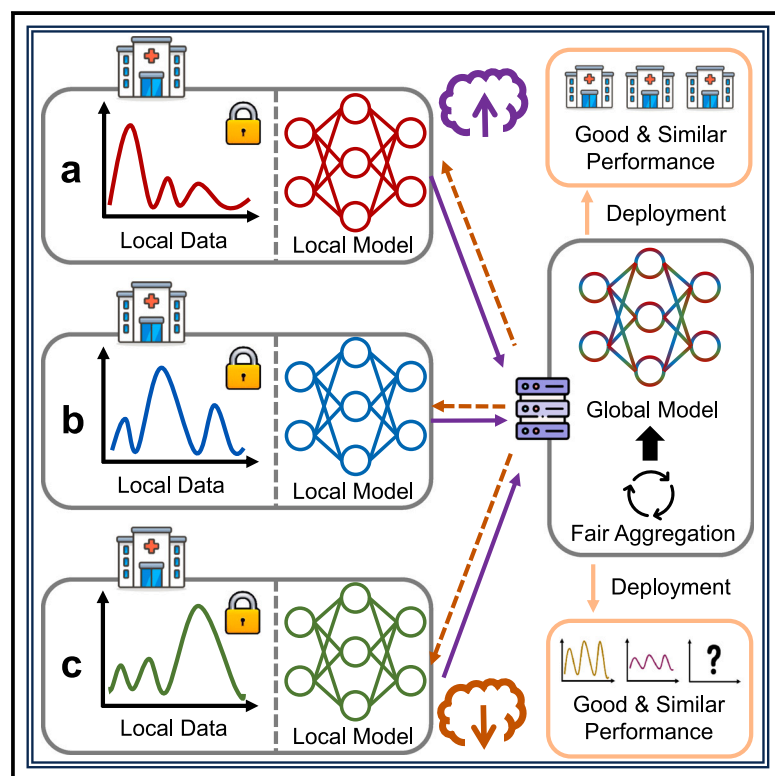 a
Local Data
Local Model
b
Local Data
Local Model
c
Local Data
Local Model
Good & Similar
Performance
Deployment
Global Model
Fair Aggregation
Deployment
?
Good & Similar
Performance